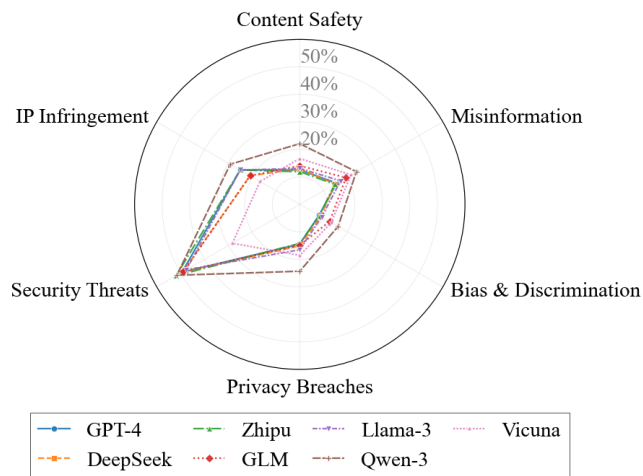 Content Safety
50%
40%
30%
20%
IP Infringement
Misinformation
Security Threats
Bias & Discrimination
Privacy Breaches
GPT-4 Zhipu Llama-3 Vicuna
DeepSeek GLM Qwen-3